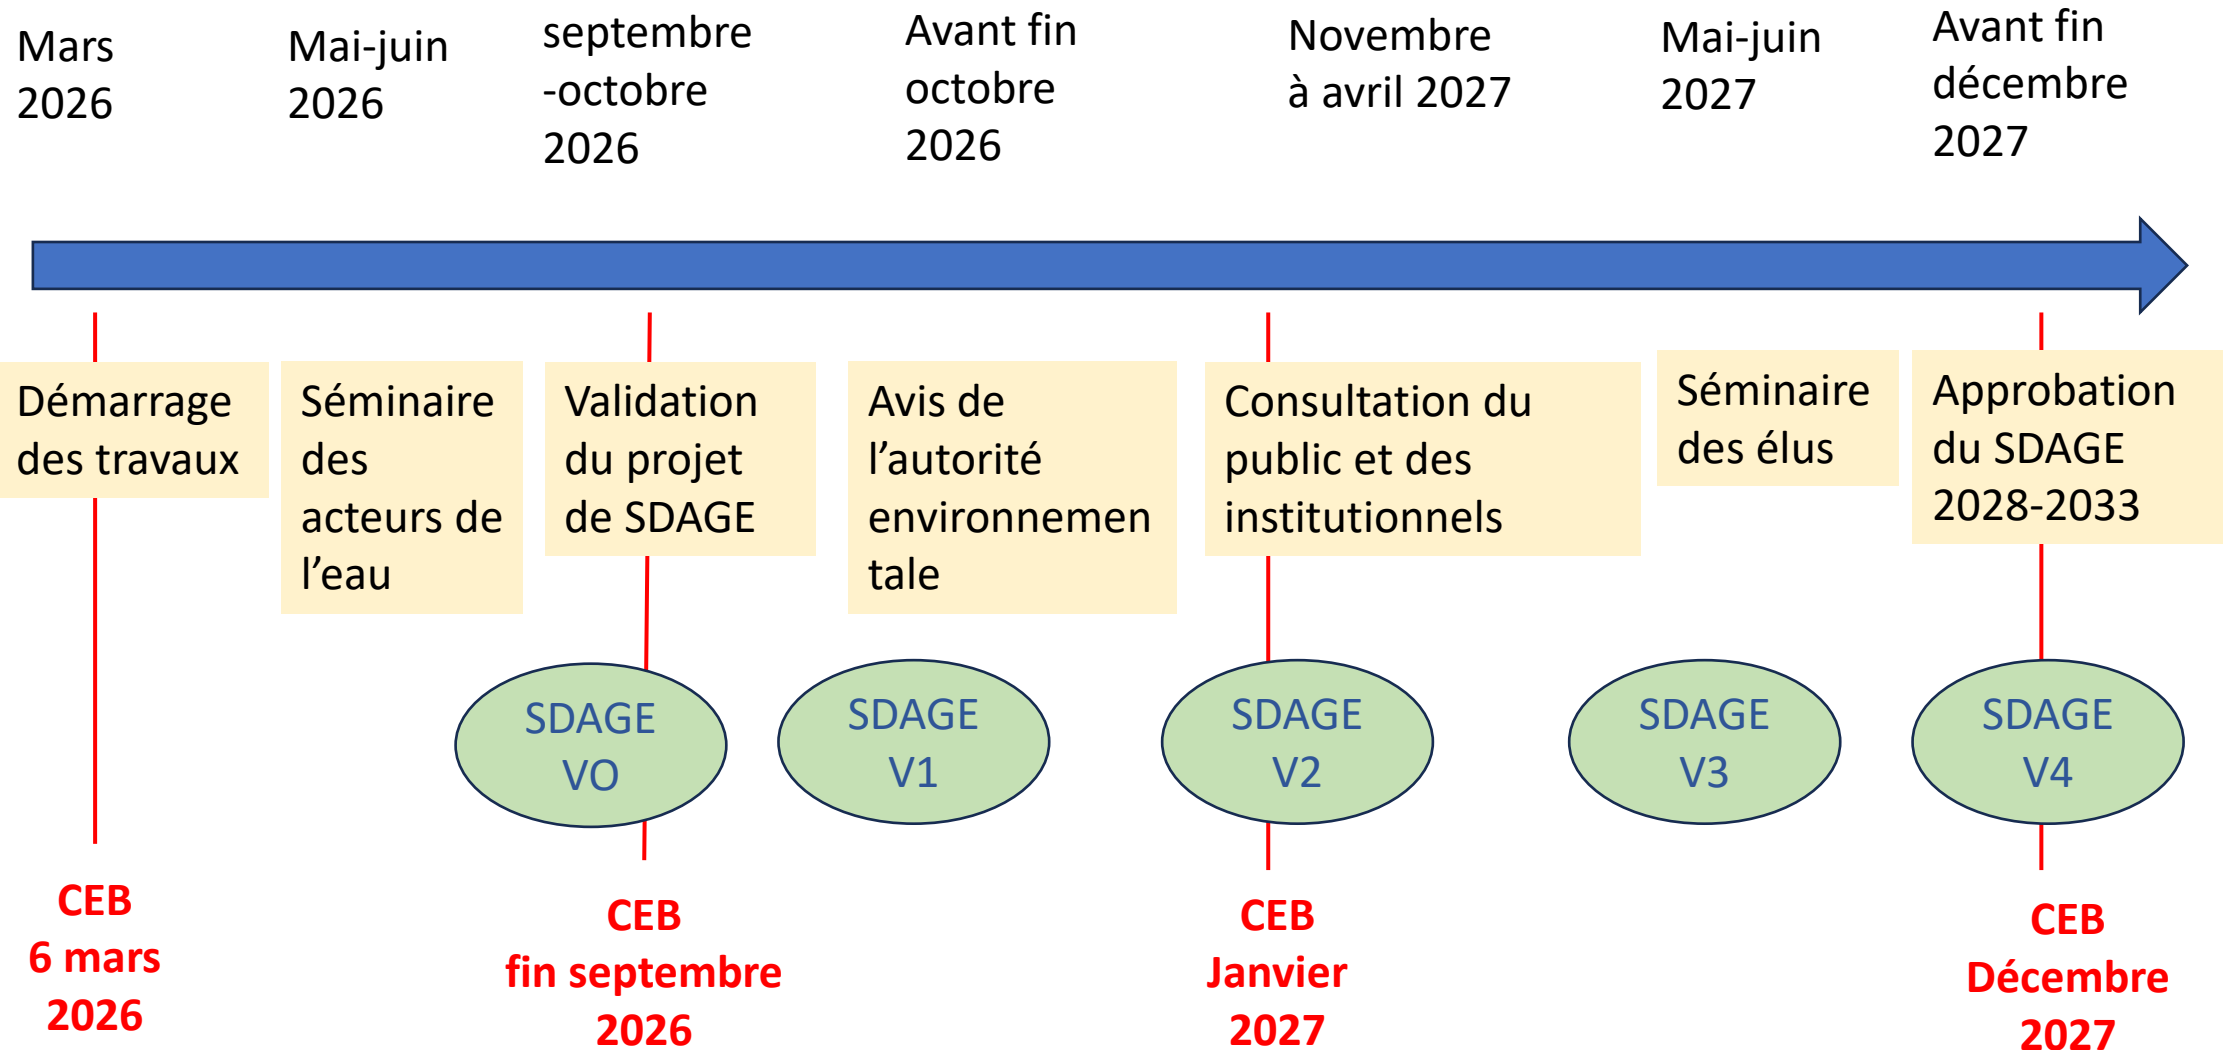 Mars
2026
Mai-juin
2026
septembre
-octobre
2026
Avant fin
octobre
2026
Novembre
à avril 2027
Mai-juin
2027
Avant fin
décembre
2027
Démarrage
des travaux
Séminaire
des
acteurs de
l’eau
Validation
du projet
de SDAGE
Avis de
l’autorité
environnemen
tale
Consultation du
public et des
institutionnels
Séminaire
des élus
Approbation
du SDAGE
2028-2033
SDAGE
VO
SDAGE
V1
SDAGE
V2
SDAGE
V3
SDAGE
V4
CEB
6 mars
2026
CEB
fin septembre
2026
CEB
Janvier
2027
CEB
Décembre
2027